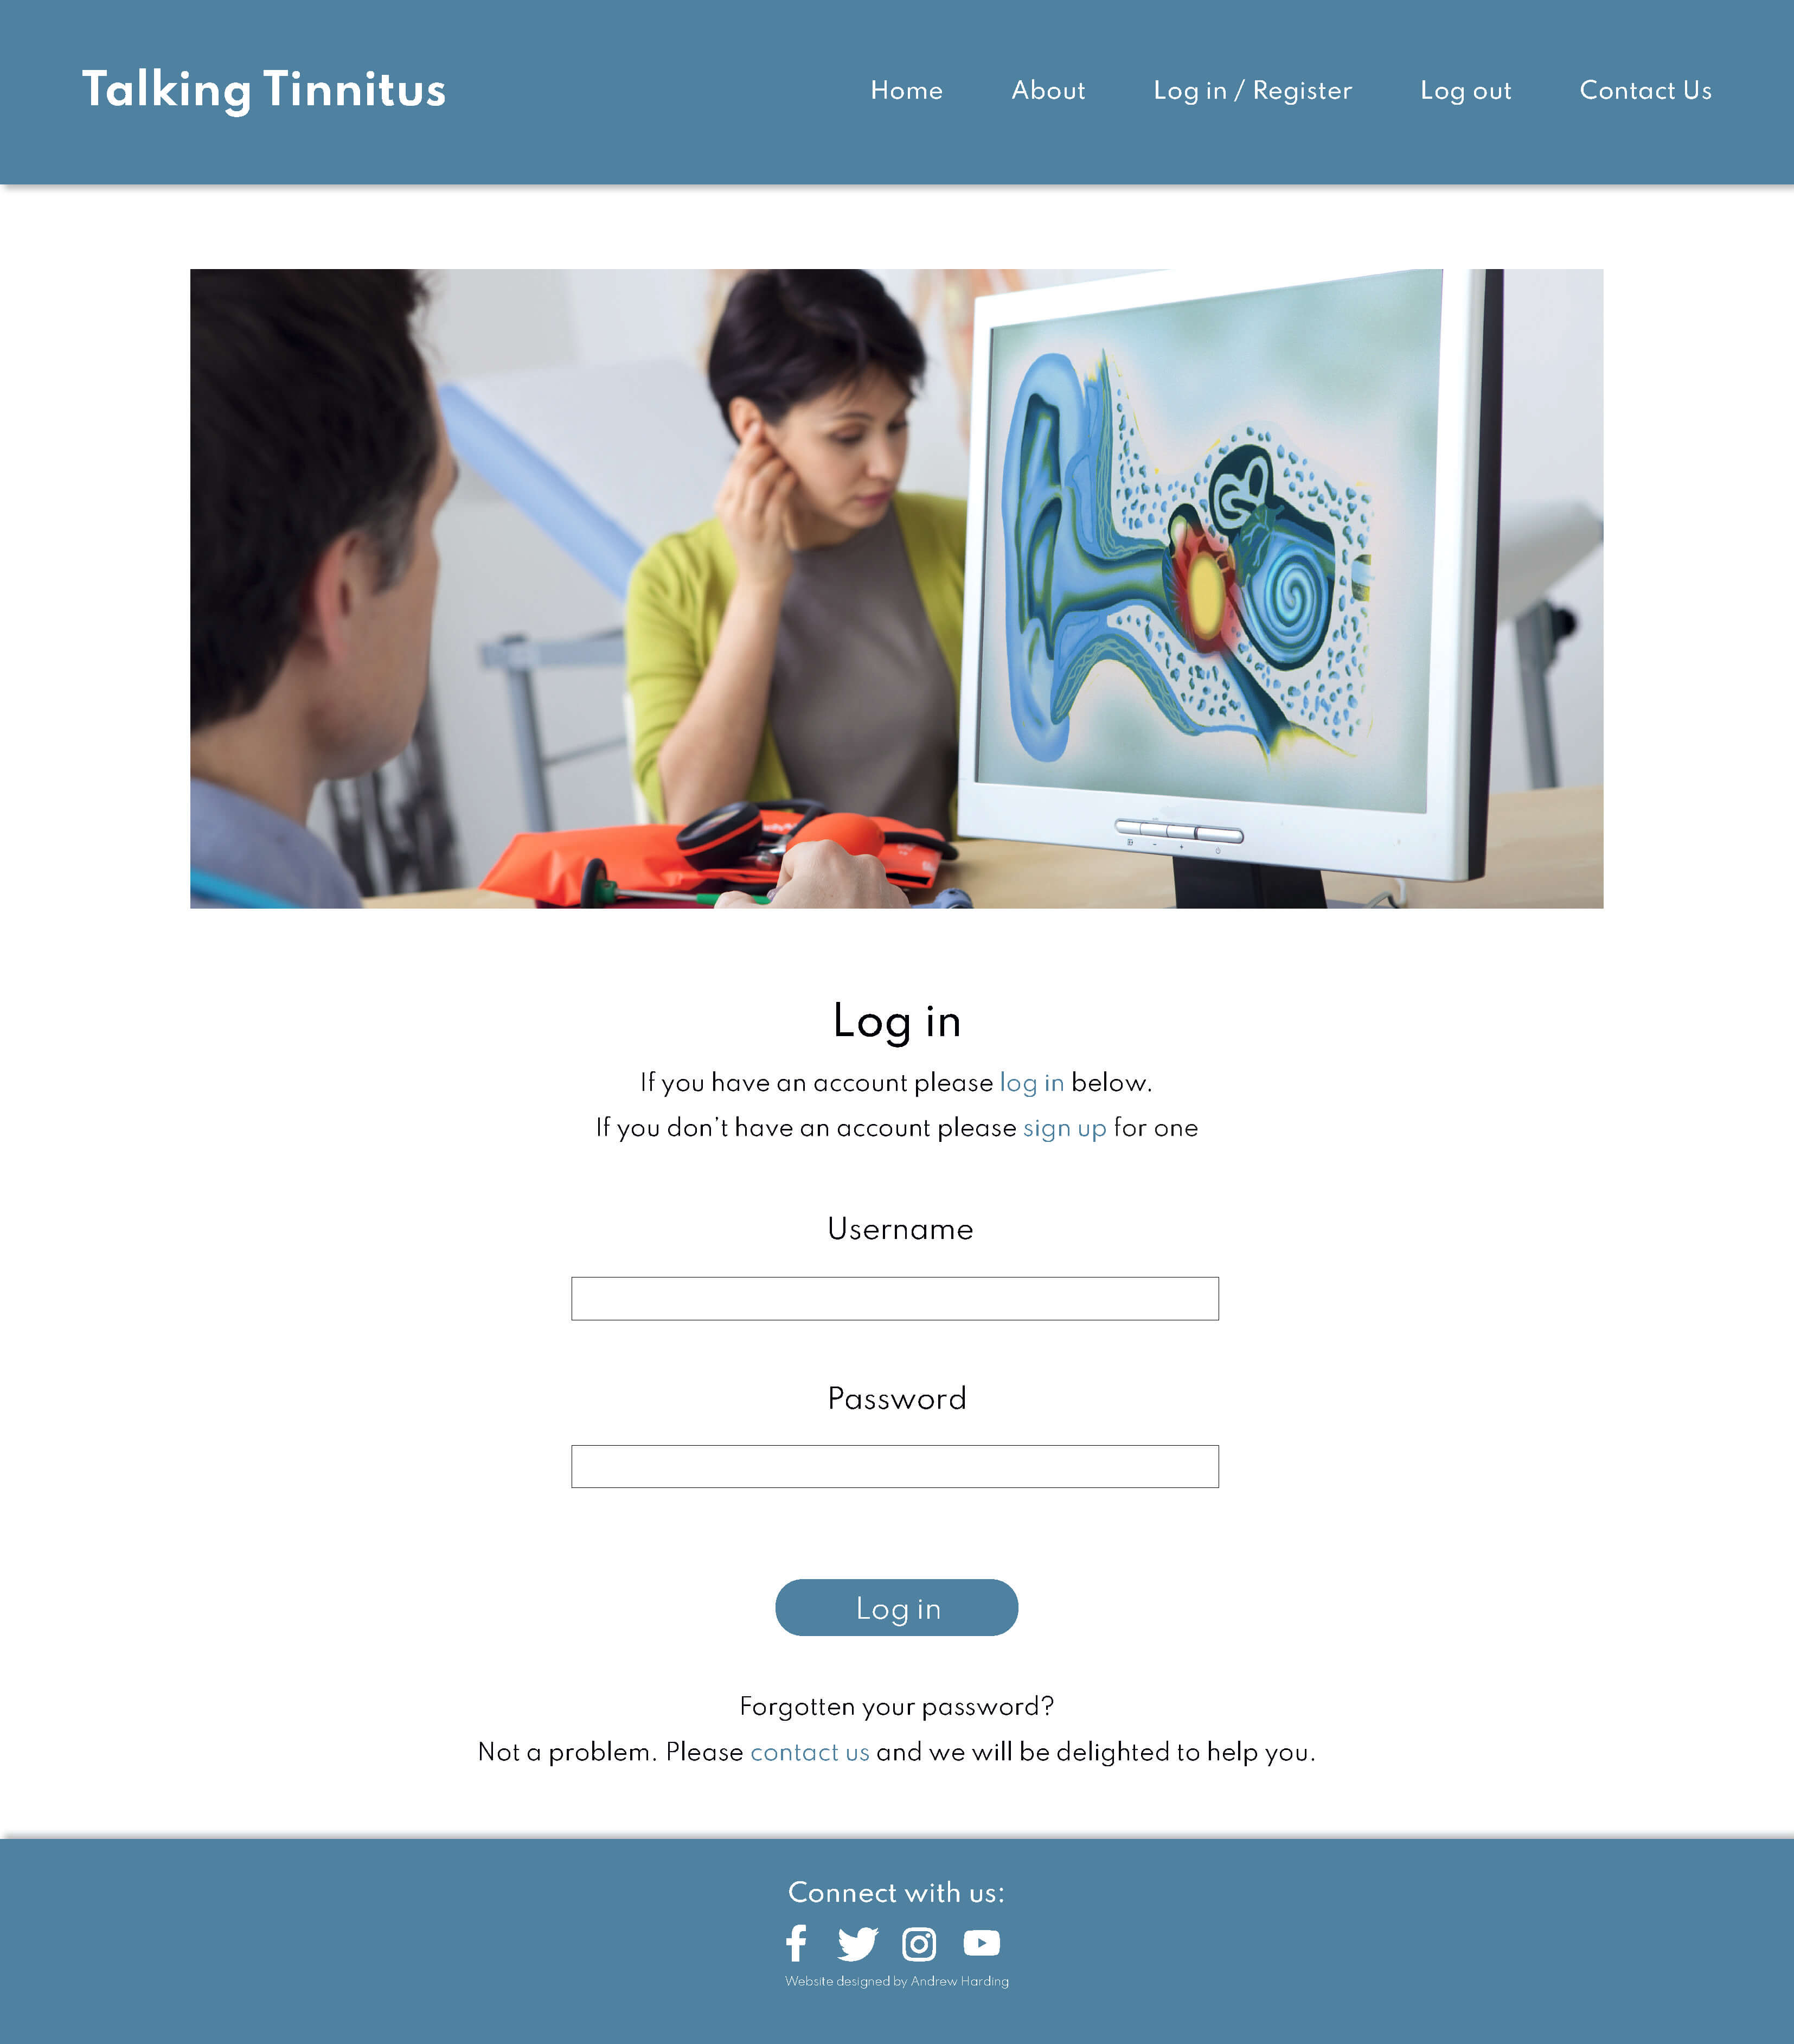 Talking Tinnitus
Home About Log in / Register Log out Contact Us
Log in
If you have an account please log in below.
If you don’t have an account please sign up for one
Username
Password
Log in
Forgotten your password?
Not a problem. Please contact us and we will be delighted to help you.
Connect with us:
Website designed by Andrew Harding